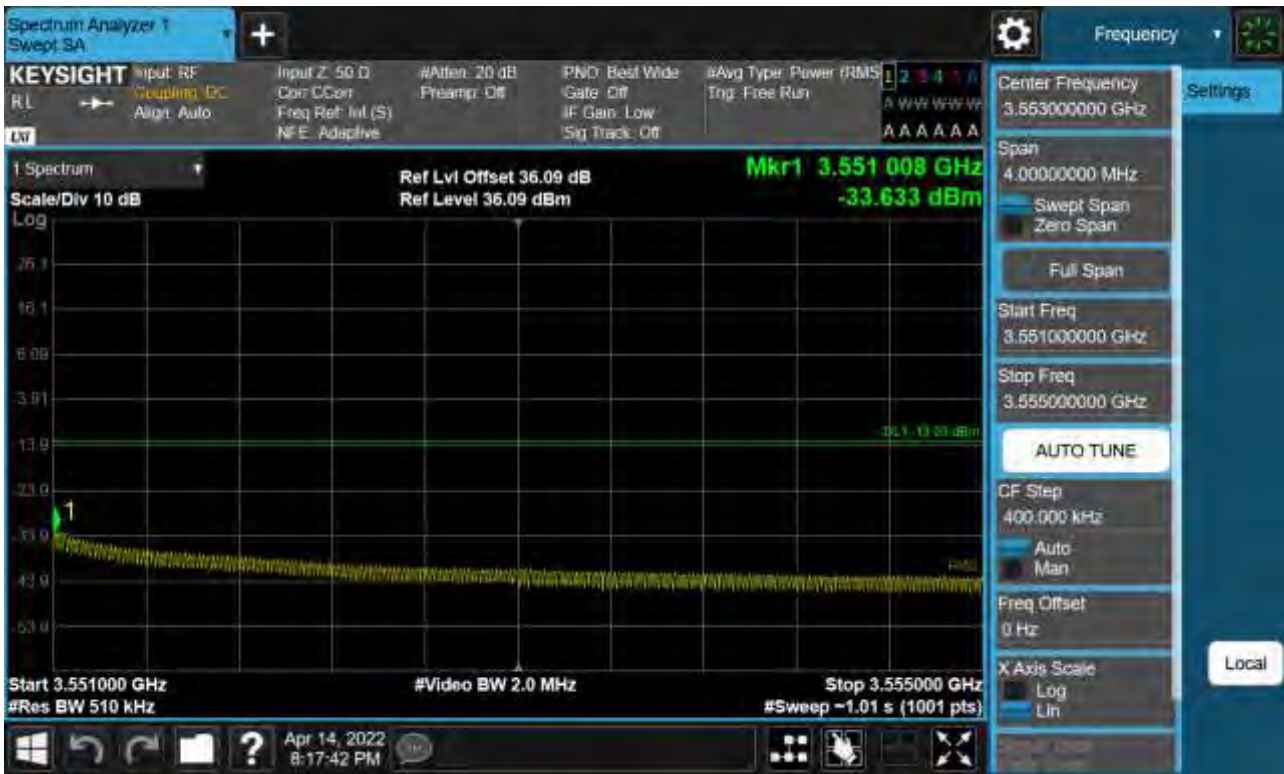 Spectrum Analyzer 1
Swept SA
+
Frequency
KEYSIGHT
RL
Input: RF
Coupling: DC
Align: Auto
Input Z: 50 Ω
Corr CCorr
Freq Ref: Int (S)
NFE: Adaptive
#Atten: 20 dB
Preamp: Off
PNO: Best Wide
Gate: Off
IF Gain: Low
Sig Track: Off
#Avg Type: Power (RMS
Trig: Free Run
1 2 3 4 5 6
A W W W W W
A A A A A A
1 Spectrum
Scale/Div 10 dB
Log
Ref Lvl Offset 36.09 dB
Ref Level 36.09 dBm
Mkr1 3.551 008 GHz
-33.633 dBm
26.1
16.1
6.09
-3.91
-13.9
-23.9
-33.9
-43.9
-53.9
DL1 -13.00 dBm
1
RMS
Start 3.551000 GHz
#Res BW 510 kHz
#Video BW 2.0 MHz
Stop 3.555000 GHz
#Sweep ~1.01 s (1001 pts)
Center Frequency
3.553000000 GHz
Settings
Span
4.00000000 MHz
Swept Span
Zero Span
Full Span
Start Freq
3.551000000 GHz
Stop Freq
3.555000000 GHz
AUTO TUNE
CF Step
400.000 kHz
Auto
Man
Freq Offset
0 Hz
X Axis Scale
Log
Lin
Local
?
Apr 14, 2022
8:17:42 PM